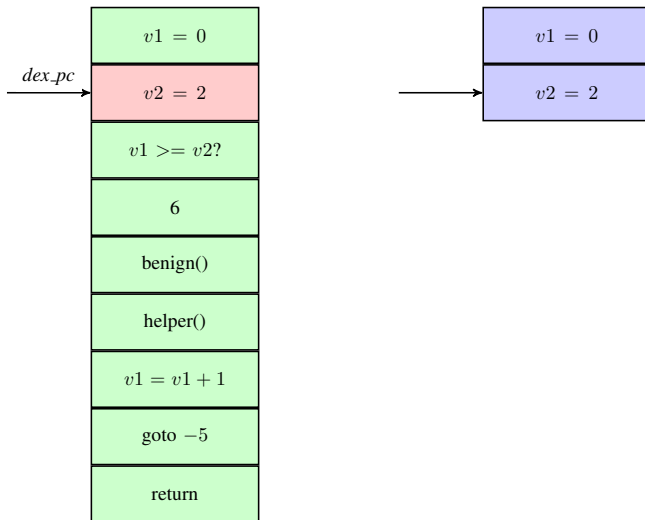 v1 = 0
dex_pc
v2 = 2
v1 >= v2?
6
benign()
helper()
v1 = v1 + 1
goto −5
return
v1 = 0
v2 = 2